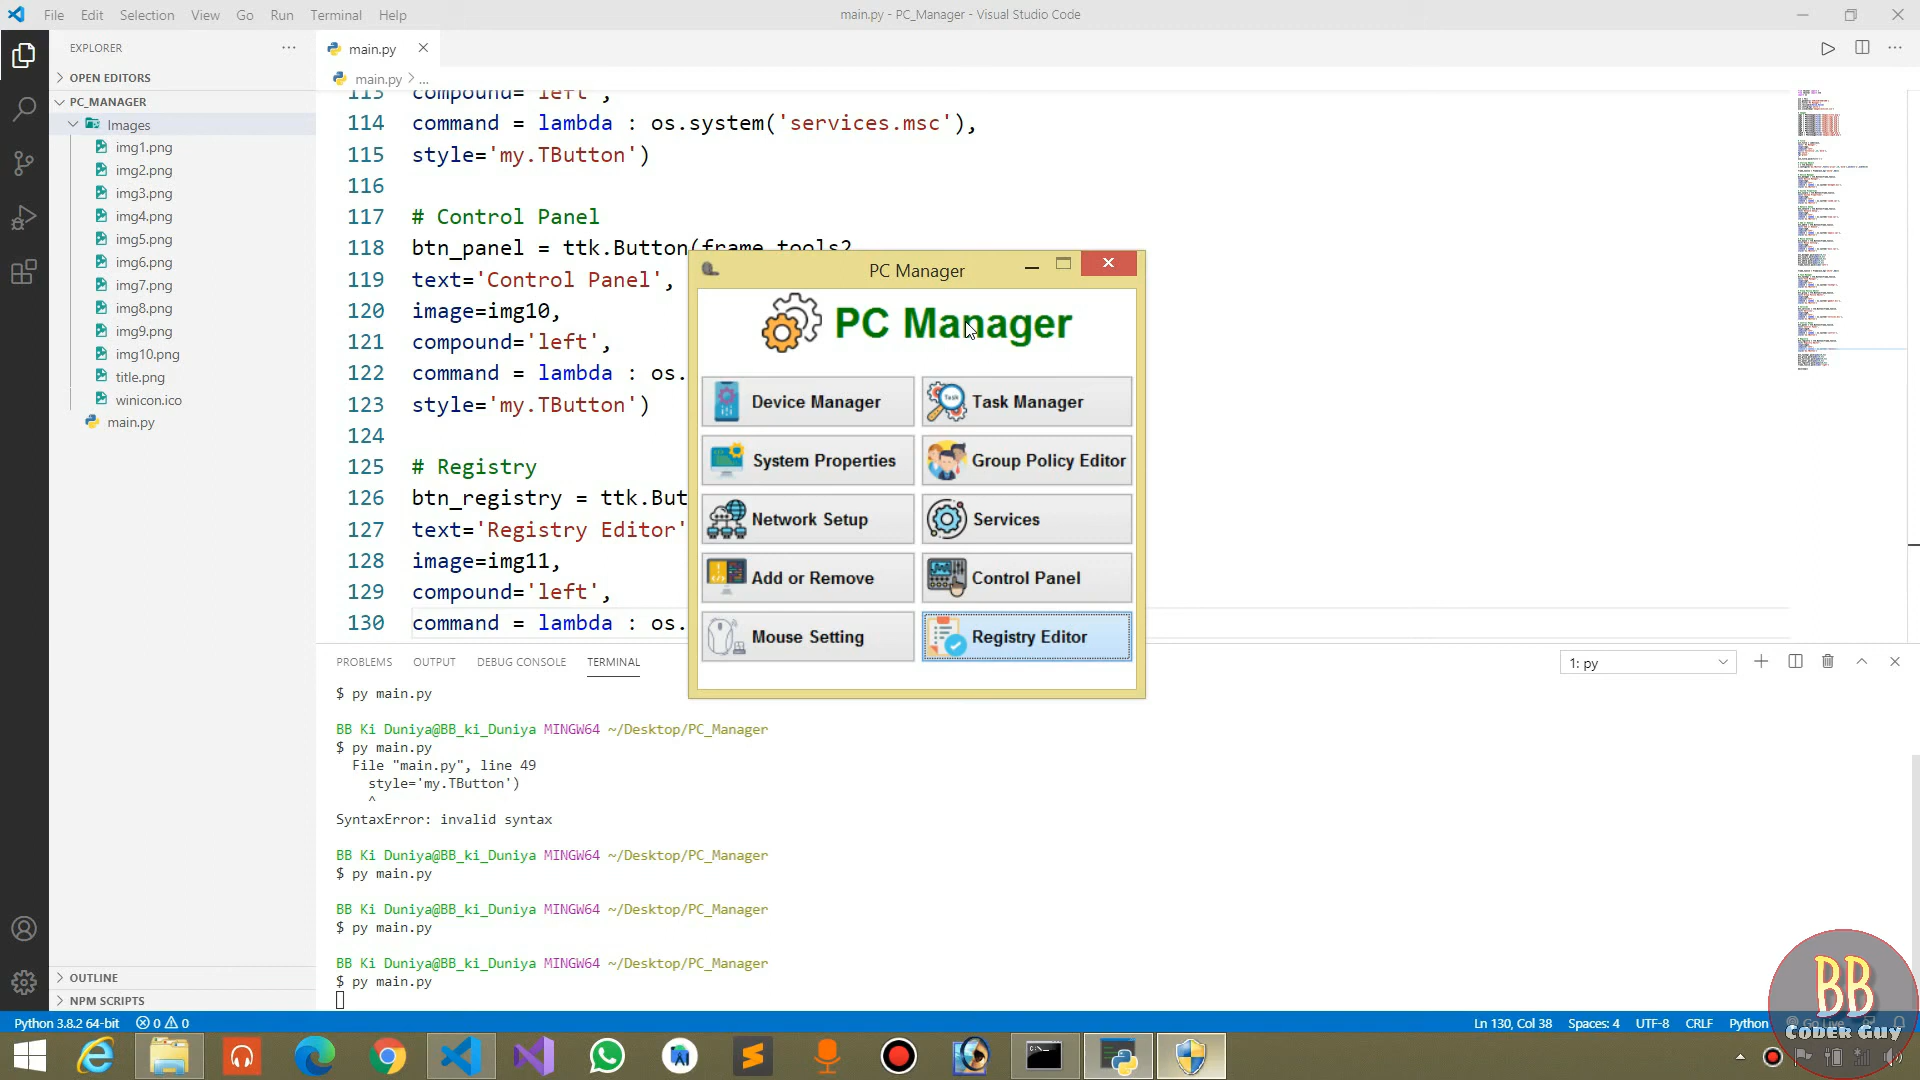 File Edit Selection View Go Run Terminal Help
main.py - PC_Manager - Visual Studio Code
EXPLORER
OPEN EDITORS
PC_MANAGER
Images
img1.png
img2.png
img3.png
img4.png
img5.png
img6.png
img7.png
img8.png
img9.png
img10.png
title.png
winicon.ico
main.py
OUTLINE
NPM SCRIPTS
main.py
main.py > ...
113 compound='left',
114 command = lambda : os.system('services.msc'),
115 style='my.TButton')
116
117 # Control Panel
118 btn_panel = ttk.Button(frame_tools2,
119 text='Control Panel',
120 image=img10,
121 compound='left',
122 command = lambda : os.
123 style='my.TButton')
124
125 # Registry
126 btn_registry = ttk.But
127 text='Registry Editor'
128 image=img11,
129 compound='left',
130 command = lambda : os.
PC Manager
PC Manager
Device Manager
Task Manager
System Properties
Group Policy Editor
Network Setup
Services
Add or Remove
Control Panel
Mouse Setting
Registry Editor
PROBLEMS OUTPUT DEBUG CONSOLE TERMINAL
1: py
$ py main.py
BB Ki Duniya@BB_ki_Duniya MINGW64 ~/Desktop/PC_Manager
$ py main.py
File "main.py", line 49
style='my.TButton')
^
SyntaxError: invalid syntax
BB Ki Duniya@BB_ki_Duniya MINGW64 ~/Desktop/PC_Manager
$ py main.py
BB Ki Duniya@BB_ki_Duniya MINGW64 ~/Desktop/PC_Manager
$ py main.py
BB Ki Duniya@BB_ki_Duniya MINGW64 ~/Desktop/PC_Manager
$ py main.py
Python 3.8.2 64-bit 0 0
Ln 130, Col 38 Spaces: 4 UTF-8 CRLF Python Go Live
BB
CODER GUY